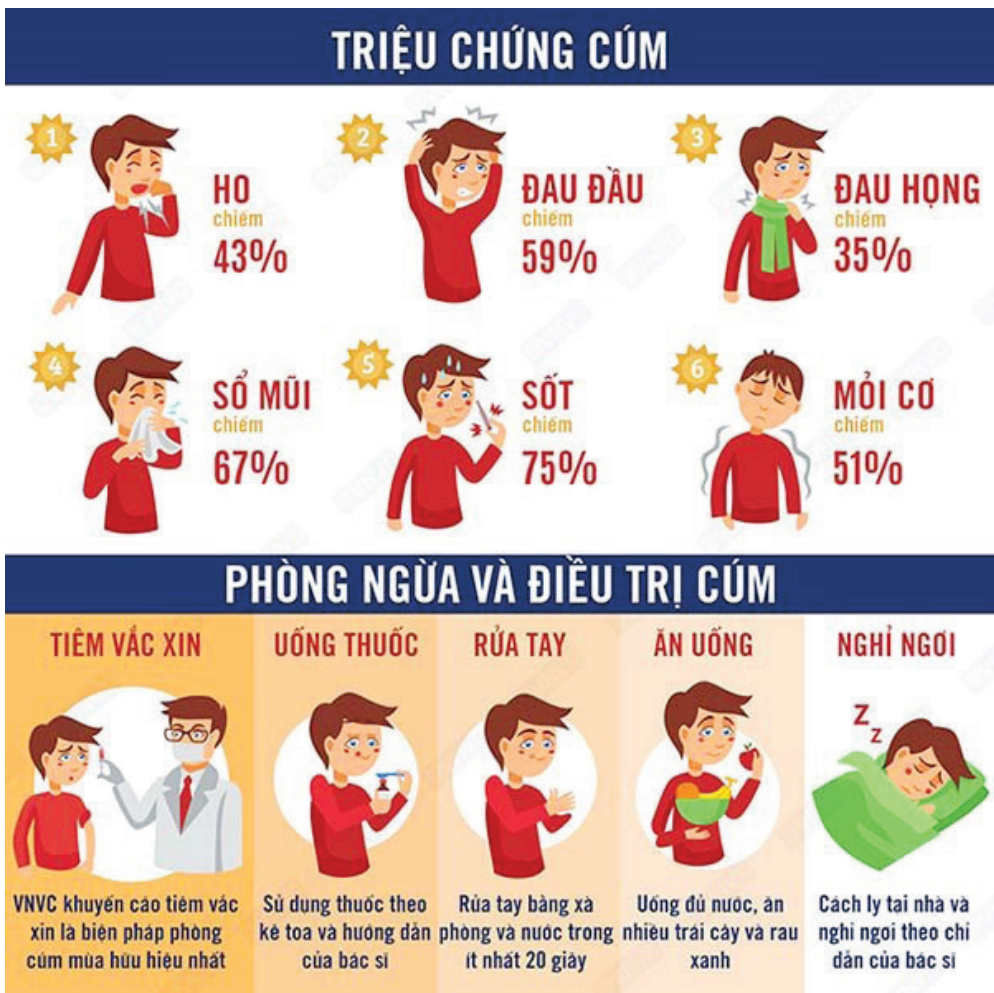 TRIỆU CHỨNG CÚM
1
HO
chiếm
43%
2
ĐAU ĐẦU
chiếm
59%
3
ĐAU HỌNG
chiếm
35%
4
SỔ MŨI
chiếm
67%
5
SỐT
chiếm
75%
6
MỎI CƠ
chiếm
51%
PHÒNG NGỪA VÀ ĐIỀU TRỊ CÚM
TIÊM VẮC XIN
VNVC khuyến cáo tiêm vắc
xin là biện pháp phòng
cúm mùa hữu hiệu nhất
UỐNG THUỐC
Sử dụng thuốc theo
kê toa và hướng dẫn
của bác sĩ
RỬA TAY
Rửa tay bằng xà
phòng và nước trong
ít nhất 20 giây
ĂN UỐNG
Uống đủ nước, ăn
nhiều trái cây và rau
xanh
NGHỈ NGƠI
Z
Z
Cách ly tại nhà và
nghỉ ngơi theo chỉ
dẫn của bác sĩ